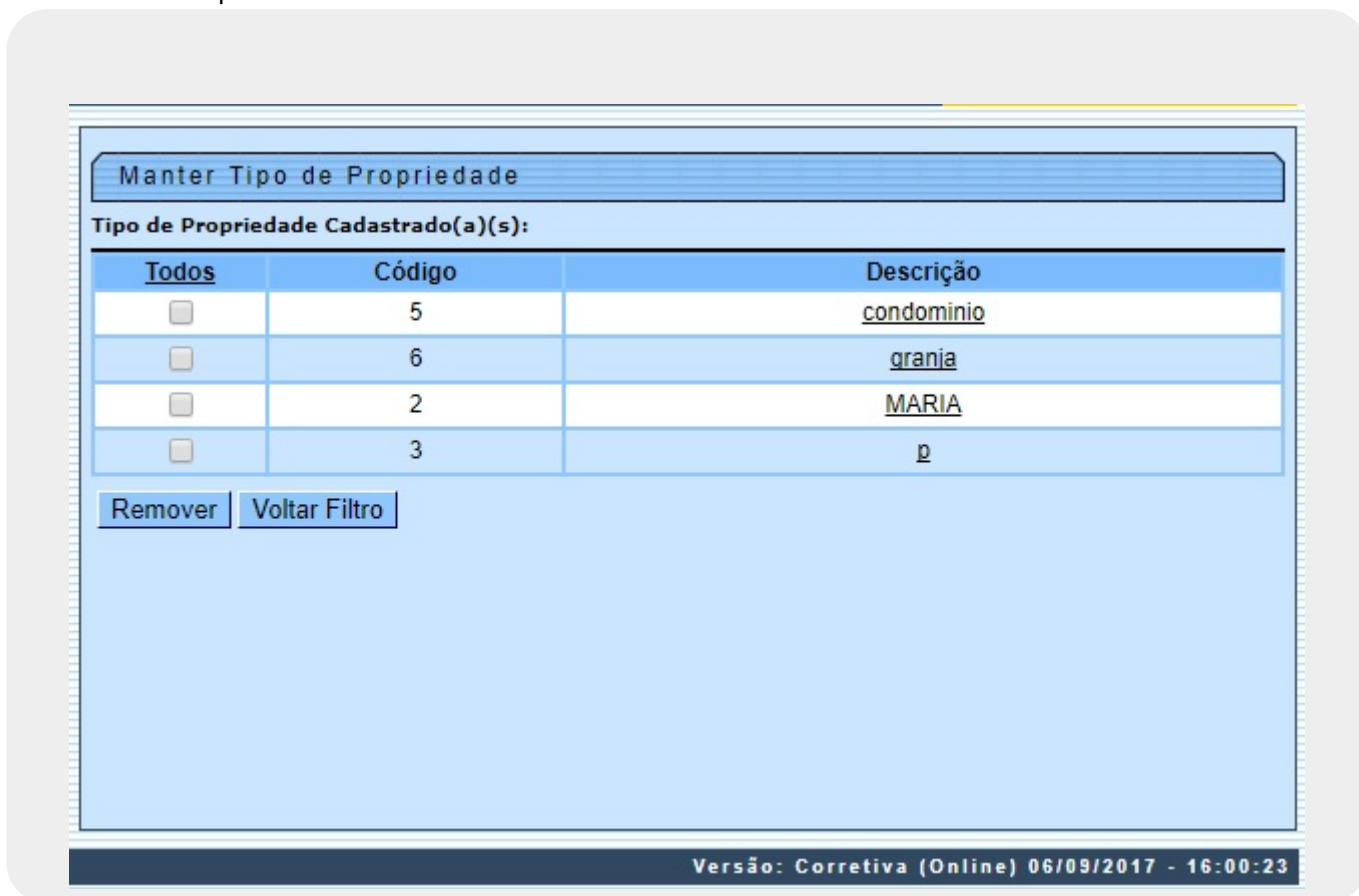 Manter Tipo de Propriedade
Tipo de Propriedade Cadastrado(a)(s):
Todos Código Descrição
5 condominio
6 granja
2 MARIA
3 p
Remover Voltar Filtro
Versão: Corretiva (Online) 06/09/2017 - 16:00:23